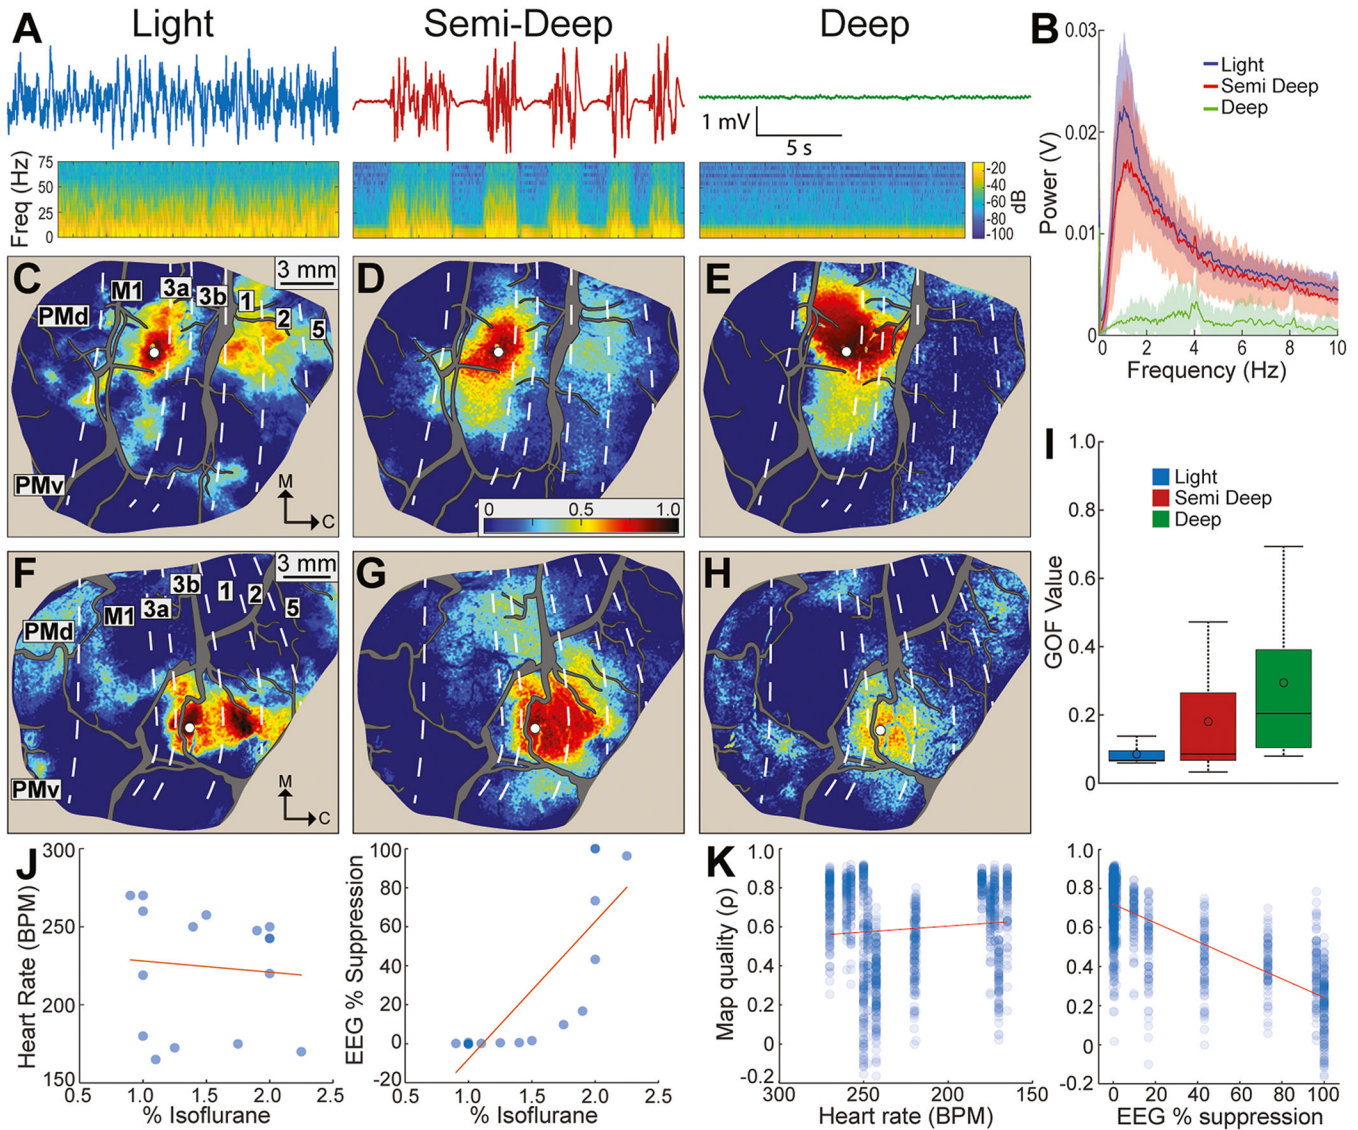 A Light Semi-Deep Deep
1 mV
5 s
Freq (Hz)
75
50
25
0
-20
-40
-60
-80
-100
dB
B
Power (V)
0.03
0.02
0.01
0
Light
Semi Deep
Deep
0 2 4 6 8 10
Frequency (Hz)
C
3 mm
PMd
M1
3a
3b
1
2
5
PMv
M
C
D
0 0.5 1.0
E
F
3 mm
PMd
M1
3a
3b
1
2
5
PMv
M
C
G
H
I
GOF Value
1.0
0.8
0.6
0.4
0.2
0
Light
Semi Deep
Deep
J
Heart Rate (BPM)
300
250
200
150
0.5 1.0 1.5 2.0 2.5
% Isoflurane
EEG % Suppression
100
80
60
40
20
0
-20
0.5 1.0 1.5 2.0 2.5
% Isoflurane
K
Map quality (ρ)
1.0
0.8
0.6
0.4
0.2
0
-0.2
300 250 200 150
Heart rate (BPM)
1.0
0.8
0.6
0.4
0.2
0
-0.2
0 20 40 60 80 100
EEG % suppression